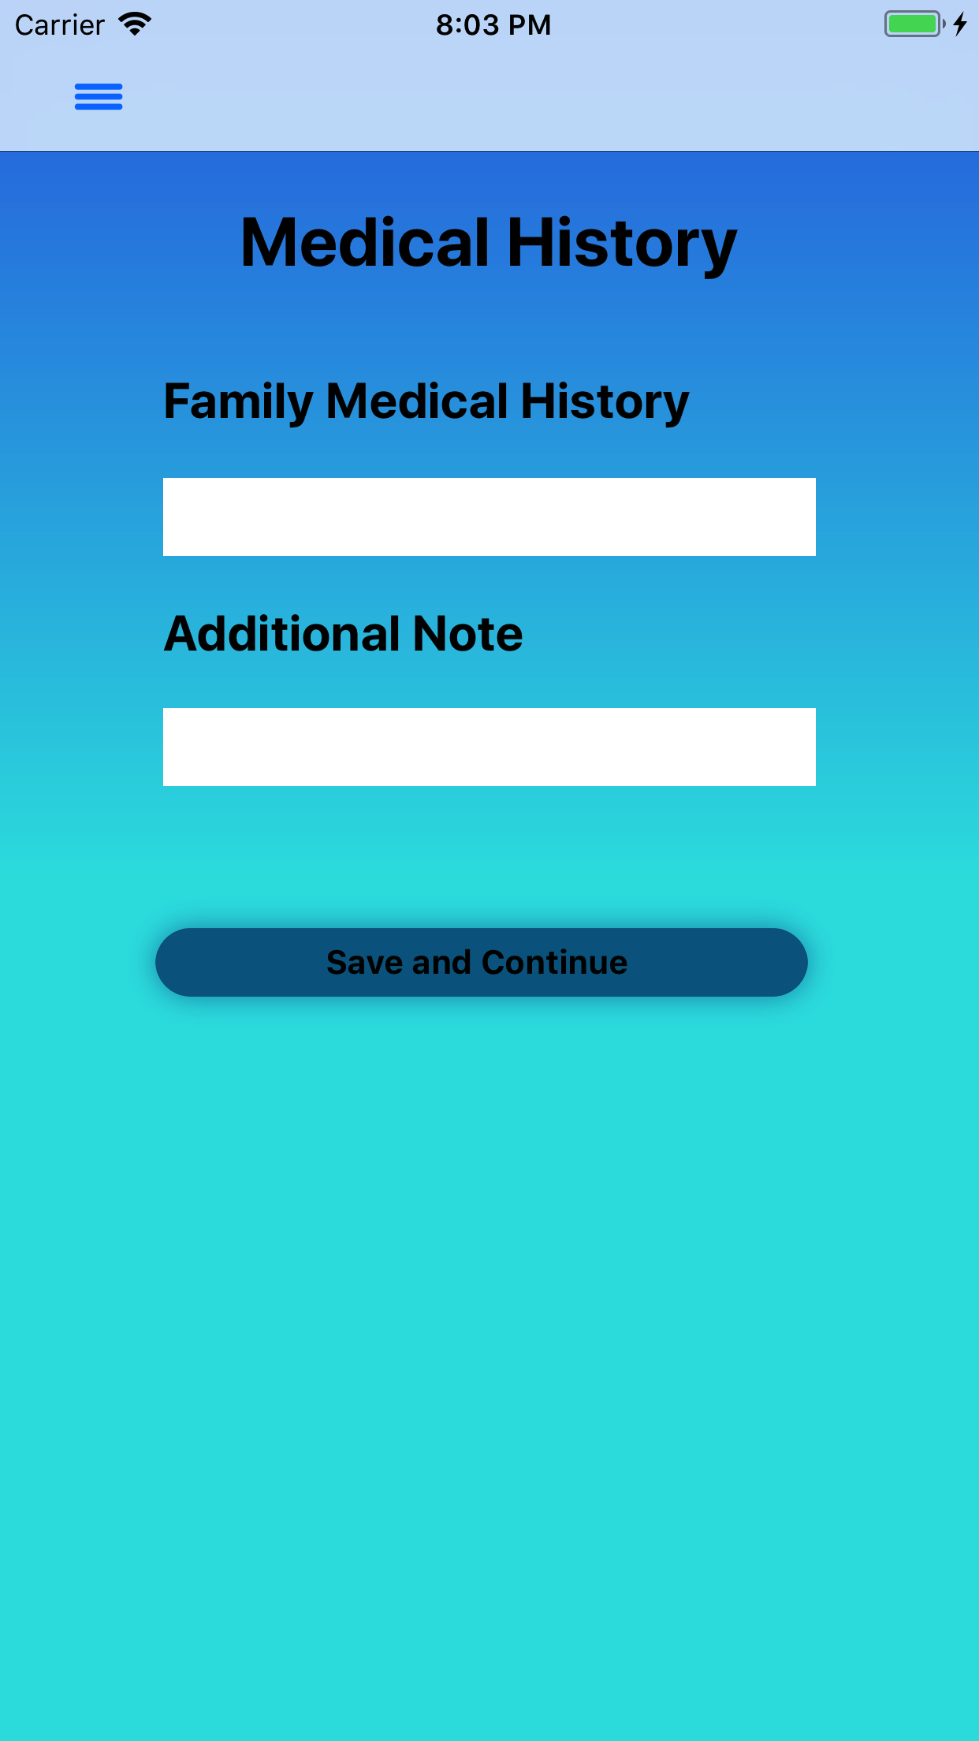 Carrier 8:03 PM
Medical History
Family Medical History
Additional Note
Save and Continue